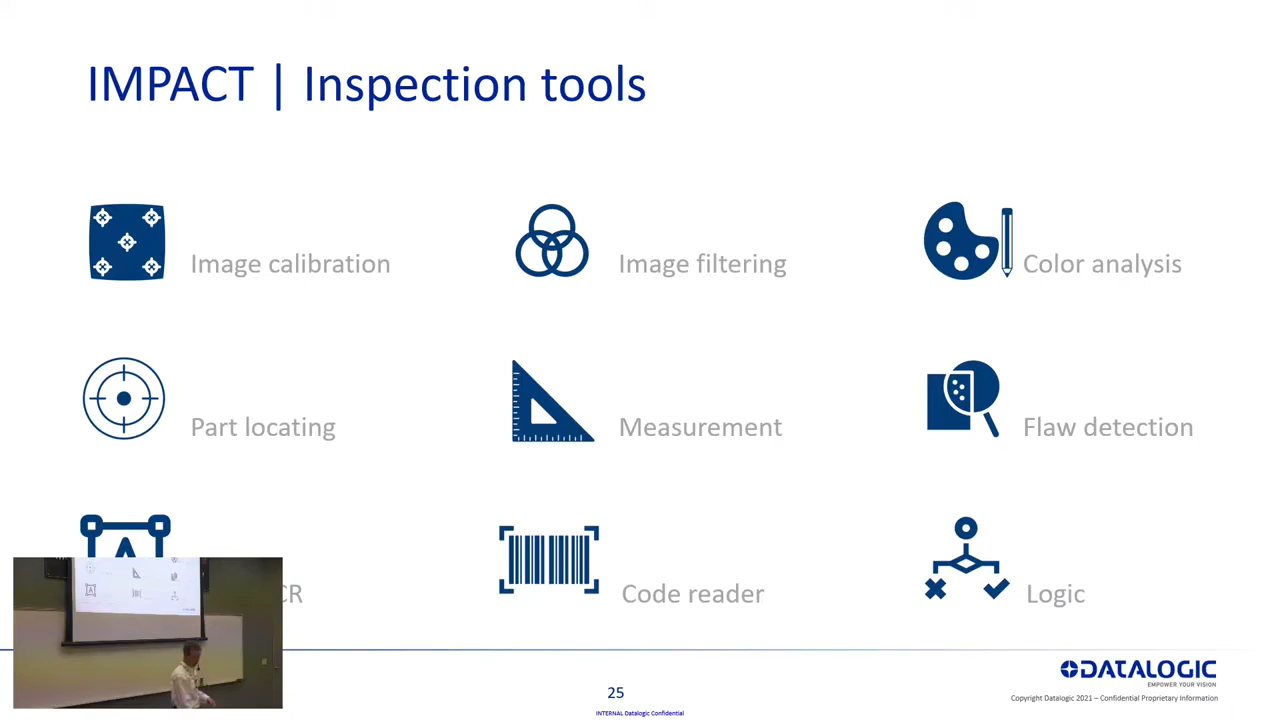 IMPACT | Inspection tools
Image calibration
Image filtering
Color analysis
Part locating
Measurement
Flaw detection
Code reader
Logic
DATALOGIC
EMPOWER YOUR VISION
25
Copyright Datalogic 2021 – Confidential Proprietary Information
INTERNAL Datalogic Confidential